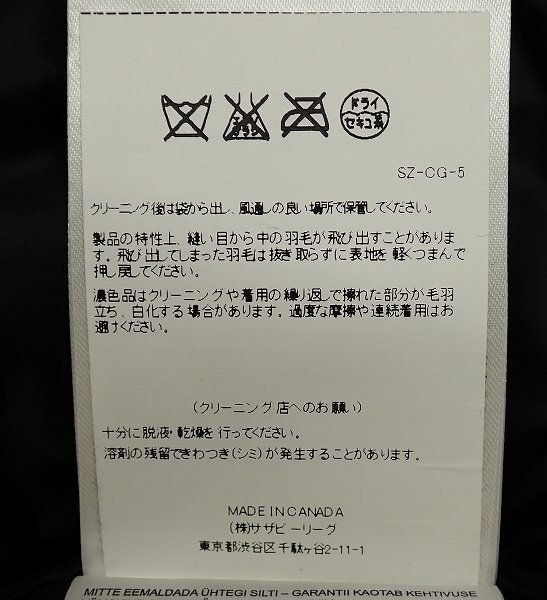 エンソ サラシ
ドライ
セキユ系
SZ-CG-5
クリーニング後は袋から出し、風通しの良い場所で保管してください。
製品の特性上、縫い目から中の羽毛が飛び出すことがありま
す。飛び出してしまった羽毛は抜き取らずに表地を軽くつまんで
押し戻してください。
濃色品はクリーニングや着用の繰り返しで擦れた部分が毛羽
立ち、白化する場合があります。過度な摩擦や連続着用はお
避けください。
(クリーニング店へのお願い)
十分に脱液・乾燥を行ってください。
溶剤の残留できわつき(シミ)が発生することがあります。
MADE IN CANADA
(株)サザビーリーグ
東京都渋谷区千駄ヶ谷2-11-1
MITTE EEMALDADA ÜHTEGI SILTI – GARANTII KAOTAB KEHTIVUSE